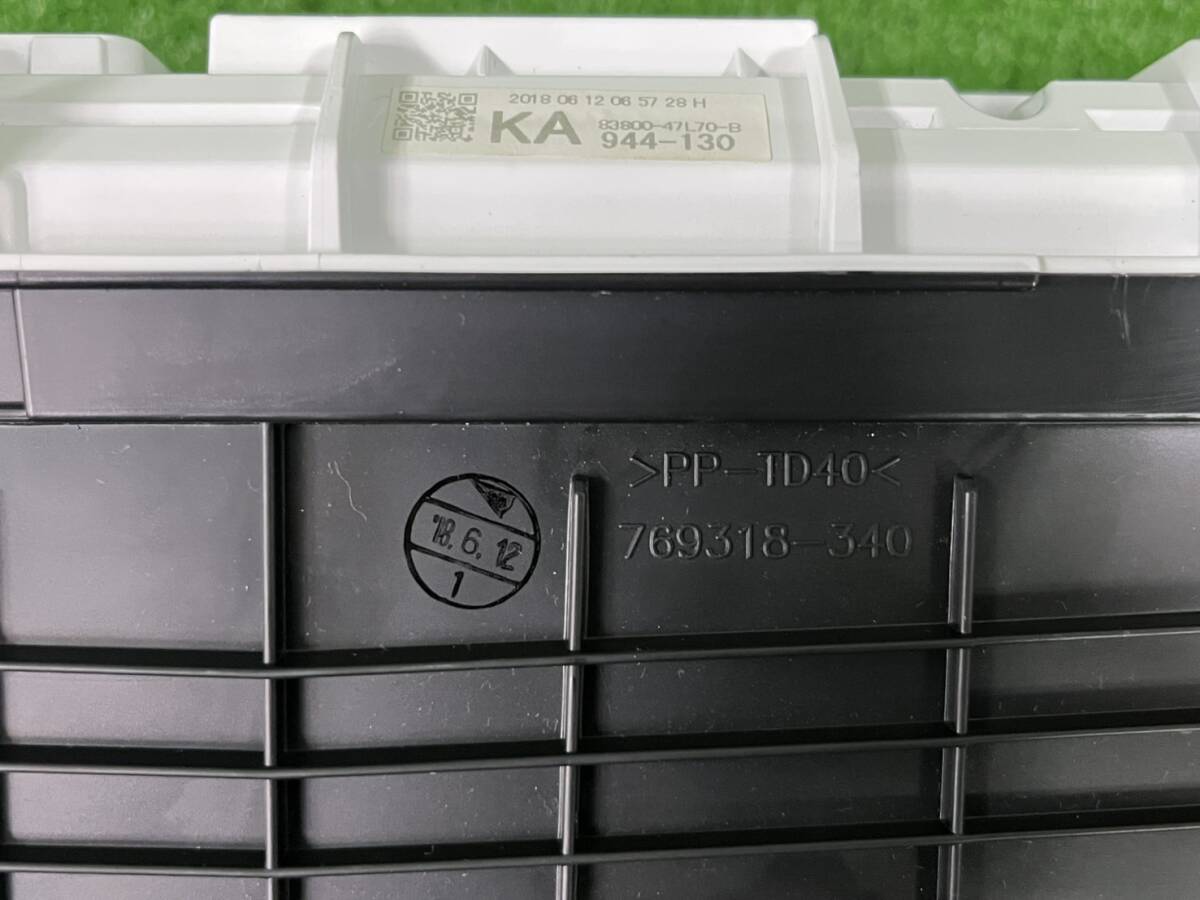 2018 06 12 06 57 28 H
KA
83800-47L70-B
944-130
>PP-TD40<
769318-340
'18.6.12
1